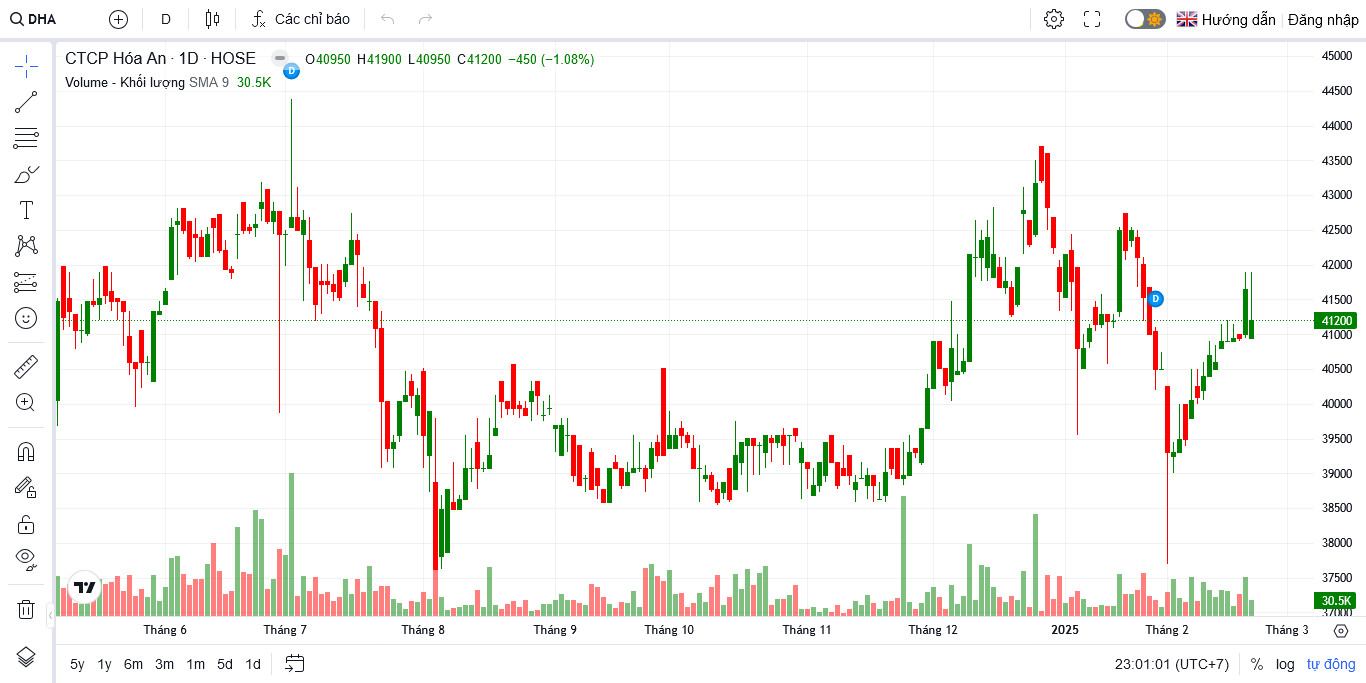 DHA D Các chỉ báo Hướng dẫn Đăng nhập
CTCP Hóa An · 1D · HOSE O40950 H41900 L40950 C41200 −450 (−1.08%)
D
Volume - Khối lượng SMA 9 30.5K
45000
44500
44000
43500
43000
42500
42000
41500
D
41200
41000
40500
40000
39500
39000
38500
38000
37500
30.5K
37000
Tháng 6 Tháng 7 Tháng 8 Tháng 9 Tháng 10 Tháng 11 Tháng 12 2025 Tháng 2 Tháng 3
5y 1y 6m 3m 1m 5d 1d 23:01:01 (UTC+7) % log tự động